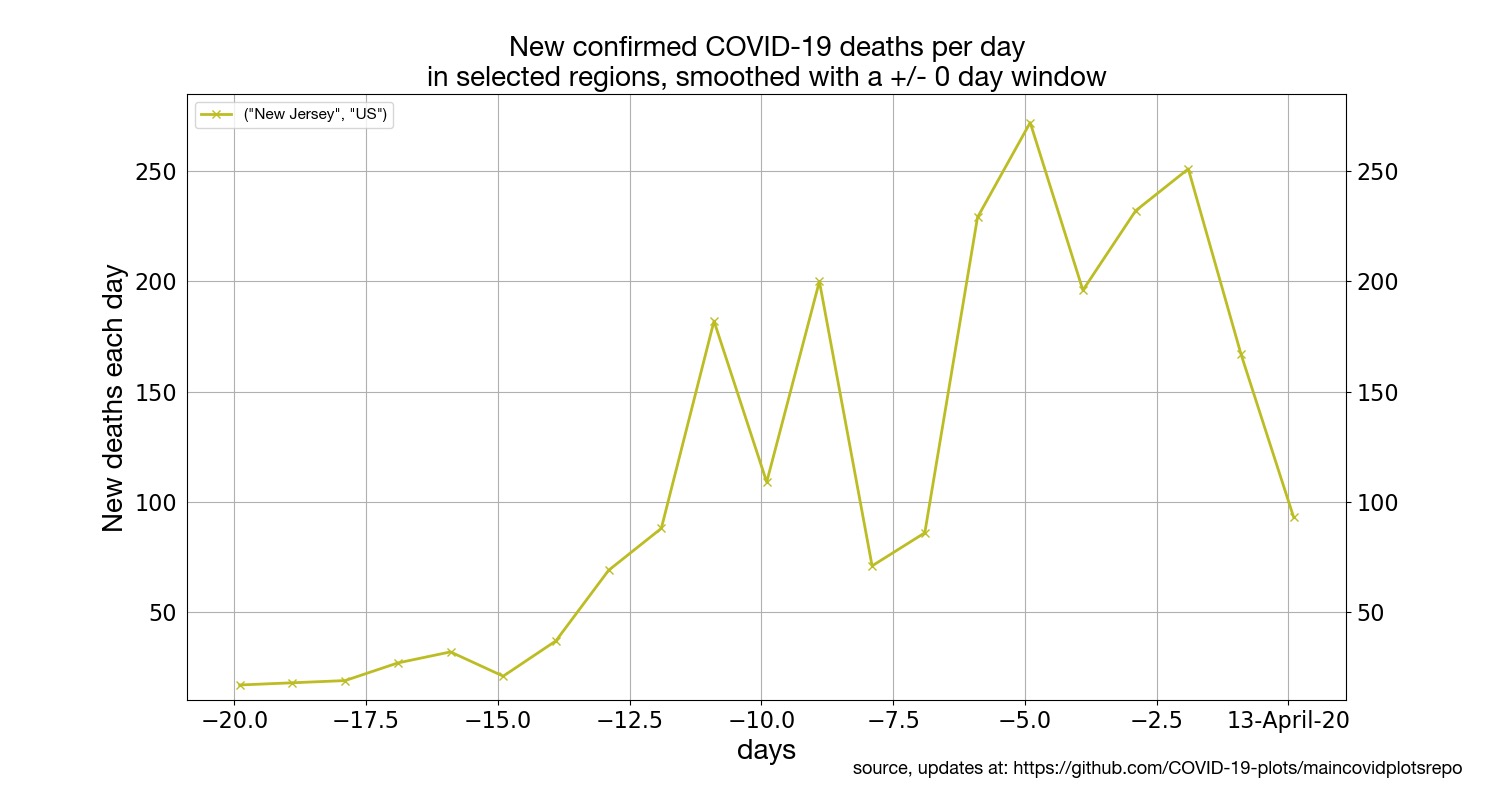 New confirmed COVID-19 deaths per day
in selected regions, smoothed with a +/- 0 day window
("New Jersey", "US")
250
200
150
100
50
250
200
150
100
50
New deaths each day
−20.0 −17.5 −15.0 −12.5 −10.0 −7.5 −5.0 −2.5 13-April-20
days
source, updates at: https://github.com/COVID-19-plots/maincovidplotsrepo